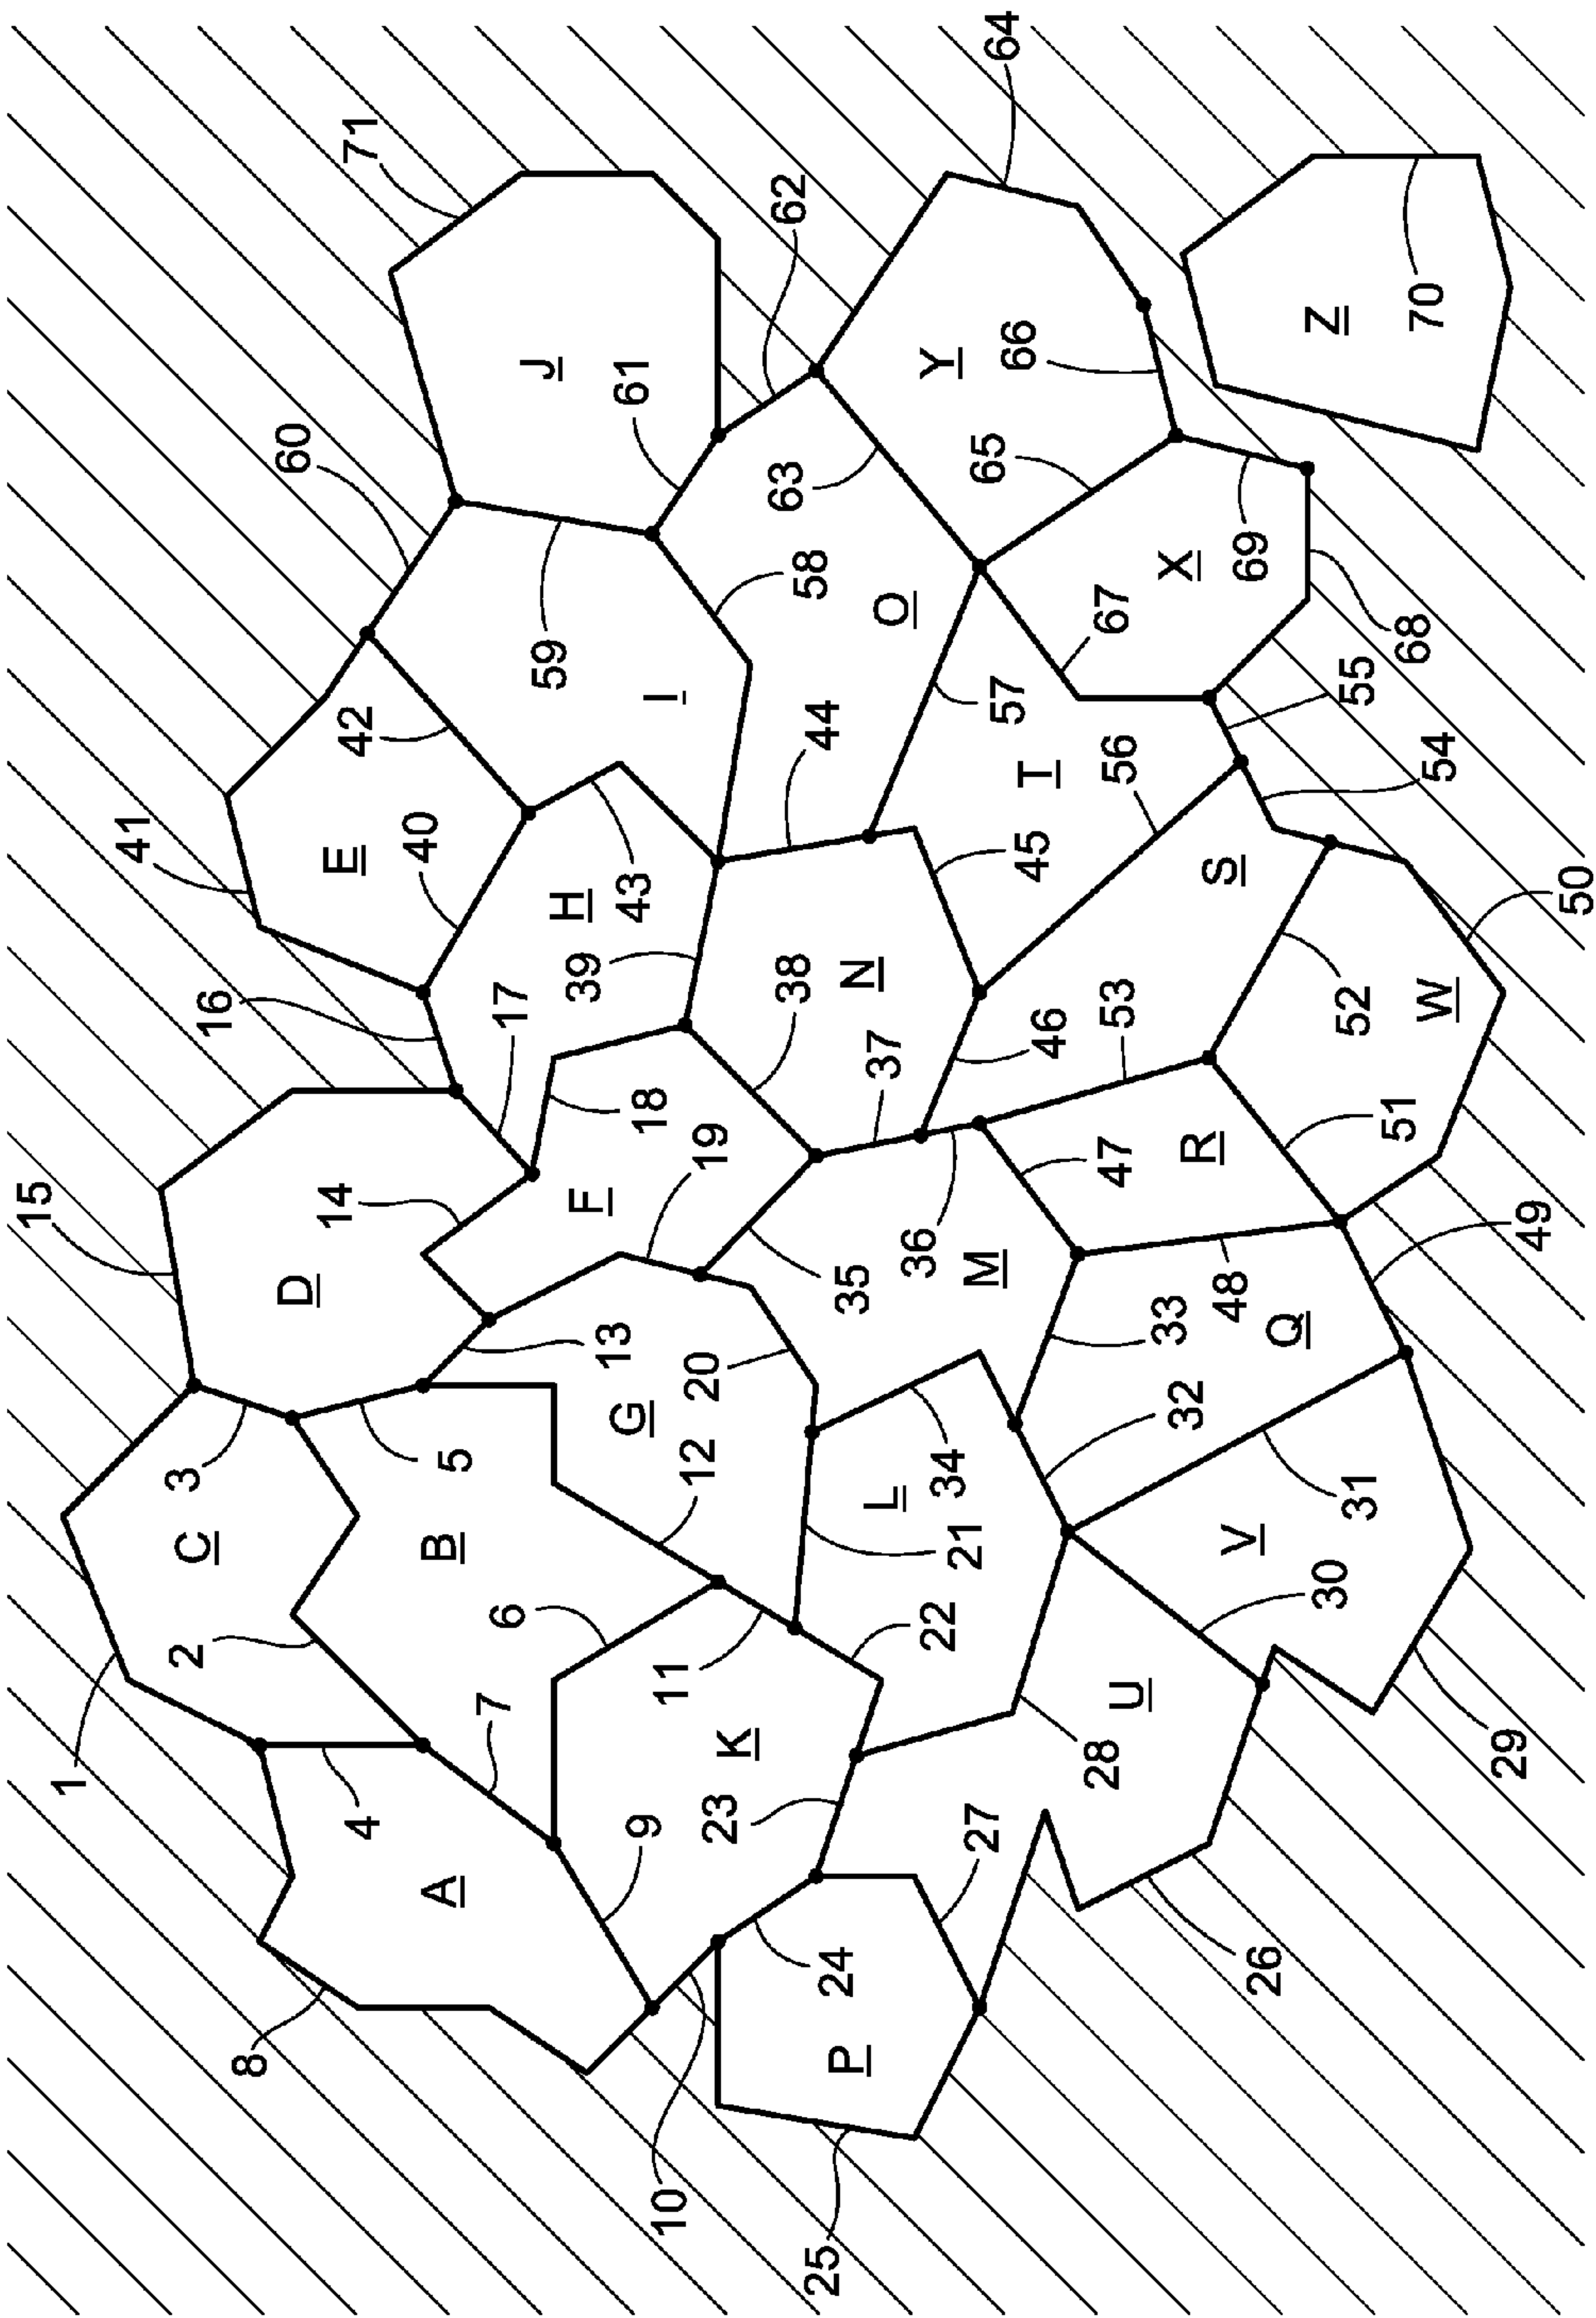 15
1
41
3
2
C
16
8
60
D
14
E
42
4
71
40
A
B
5
7
6
17
J
59
H
39
F
13
G
61
43
9
18
I
10
11
12
20
19
23
K
63
62
38
58
25
44
24
P
35
N
37
L
O
36
22
Y
34
21
27
M
65
64
57
66
45
T
46
28
67
47
53
56
U
33
X
32
R
S
48
V
69
26
Q
Z
30
52
55
31
51
68
70
W
54
29
49
50